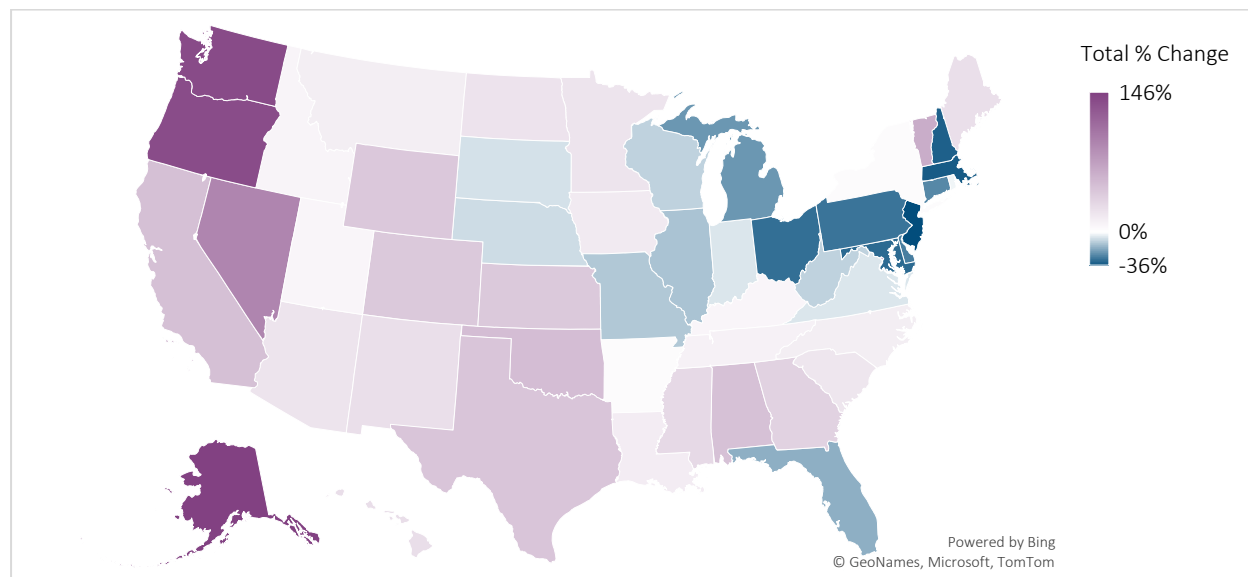 Total % Change
146%
0%
-36%
Powered by Bing
© GeoNames, Microsoft, TomTom